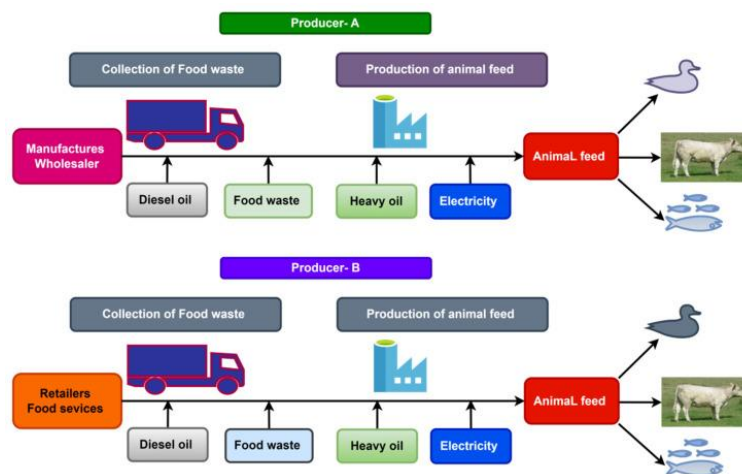 Producer- A
Collection of Food waste
Production of animal feed
Manufactures
Wholesaler
AnimaL feed
Diesel oil
Food waste
Heavy oil
Electricity
Producer- B
Collection of Food waste
Production of animal feed
Retailers
Food sevices
AnimaL feed
Diesel oil
Food waste
Heavy oil
Electricity